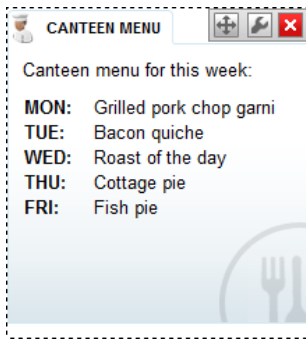 CANTEEN MENU
Canteen menu for this week:
MON: Grilled pork chop garni
TUE: Bacon quiche
WED: Roast of the day
THU: Cottage pie
FRI: Fish pie